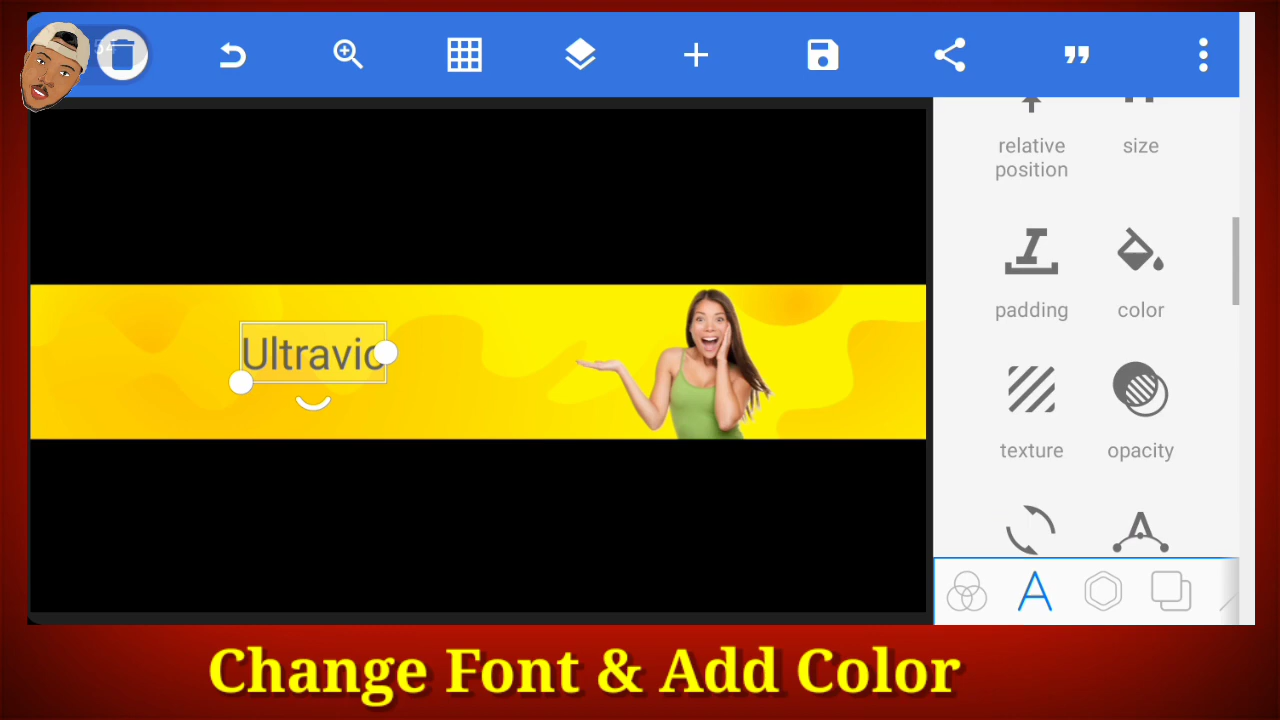 relative
position
size
padding
color
Ultravio
texture
opacity
Change Font & Add Color